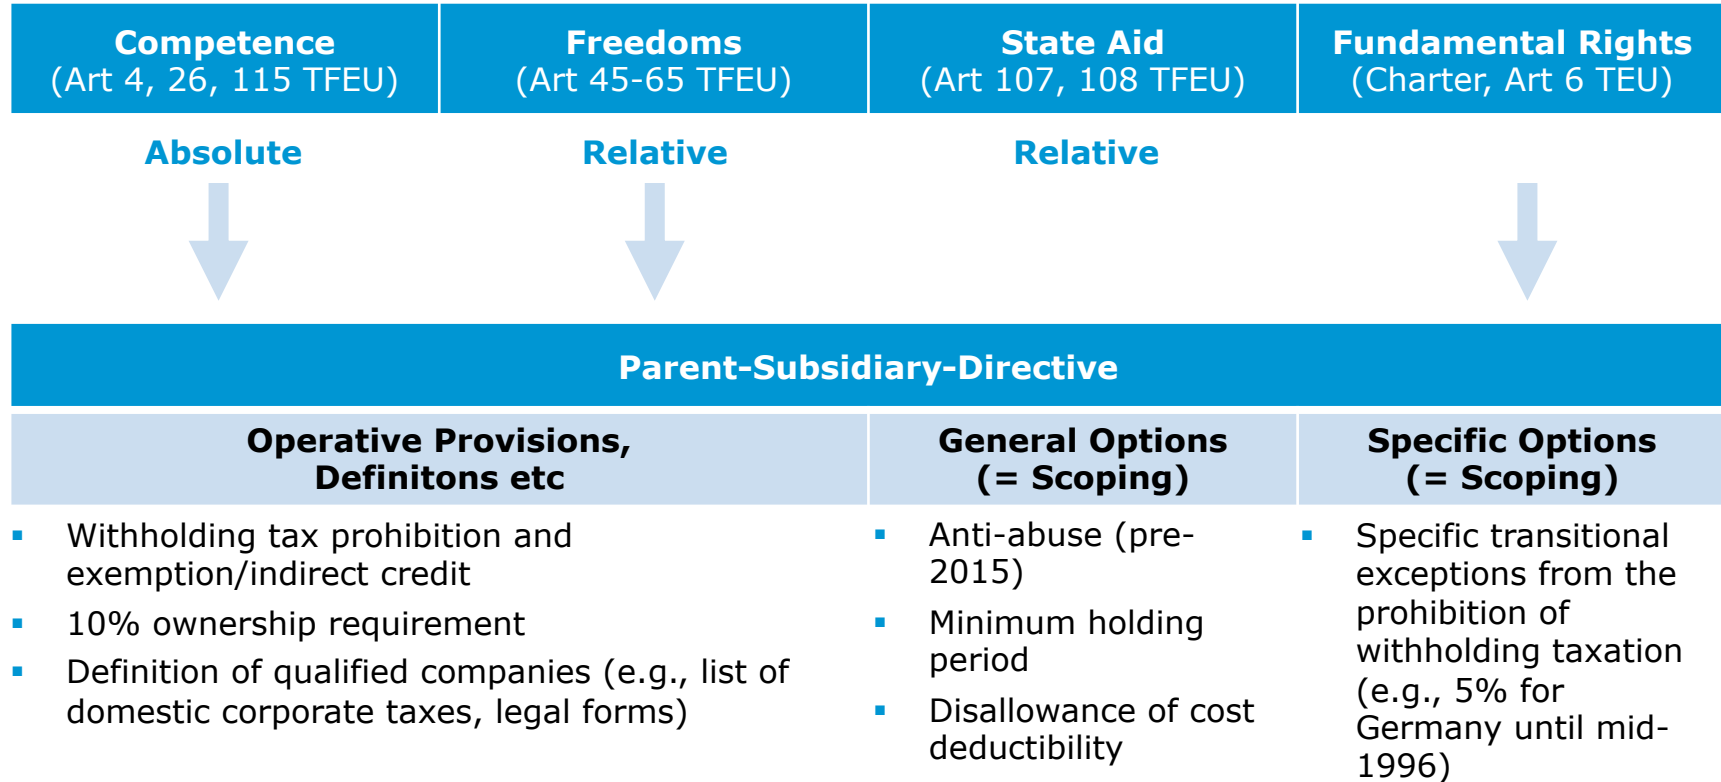 Competence
(Art 4, 26, 115 TFEU)
Freedoms
(Art 45-65 TFEU)
State Aid
(Art 107, 108 TFEU)
Fundamental Rights
(Charter, Art 6 TEU)
Absolute
Relative
Relative
Parent-Subsidiary-Directive
Operative Provisions,
Definitons etc
▪ Withholding tax prohibition and
exemption/indirect credit
▪ 10% ownership requirement
▪ Definition of qualified companies (e.g., list of
domestic corporate taxes, legal forms)
General Options
(= Scoping)
▪ Anti-abuse (pre-
2015)
▪ Minimum holding
period
▪ Disallowance of cost
deductibility
Specific Options
(= Scoping)
▪ Specific transitional
exceptions from the
prohibition of
withholding taxation
(e.g., 5% for
Germany until mid-
1996)